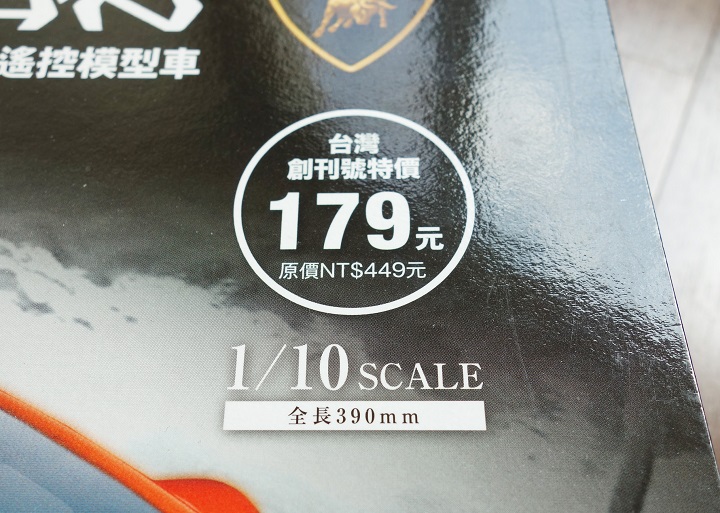 遙控模型車
台灣
創刊號特價
179元
原價NT$449元
1/10 SCALE
全長390mm